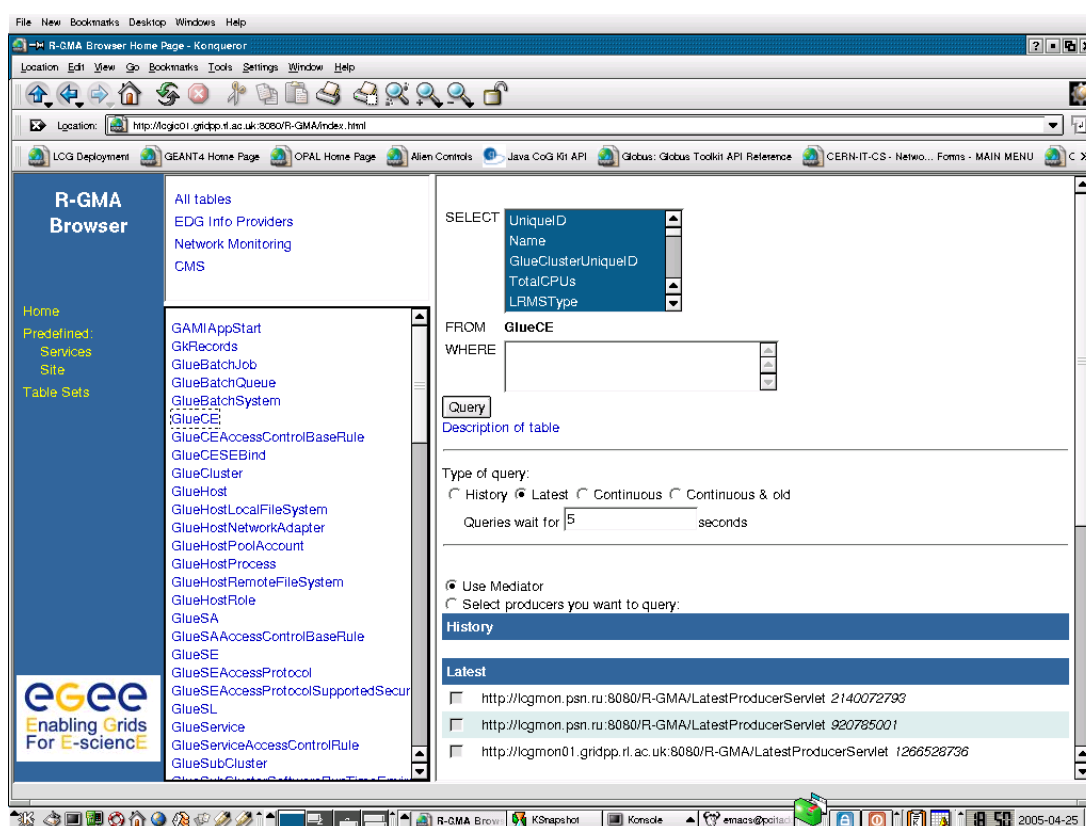 File New Bookmarks Desktop Windows Help
R-GMA Browser Home Page - Konqueror
Location Edit View Go Bookmarks Tools Settings Window Help
Location: http://lcgic01.gridpp.rl.ac.uk:8080/R-GMA/index.html
LCG Deployment GEANT4 Home Page OPAL Home Page Alien Controls Java CoG Kit API Globus: Globus Toolkit API Reference CERN-IT-CS - Netwo... Forms - MAIN MENU C
R-GMA
Browser
Home
Predefined:
Services
Site
Table Sets
egee
Enabling Grids
For E-sciencE
All tables
EDG Info Providers
Network Monitoring
CMS
GAMIAppStart
GkRecords
GlueBatchJob
GlueBatchQueue
GlueBatchSystem
GlueCE
GlueCEAccessControlBaseRule
GlueCESEBind
GlueCluster
GlueHost
GlueHostLocalFileSystem
GlueHostNetworkAdapter
GlueHostPoolAccount
GlueHostProcess
GlueHostRemoteFileSystem
GlueHostRole
GlueSA
GlueSAAccessControlBaseRule
GlueSE
GlueSEAccessProtocol
GlueSEAccessProtocolSupportedSecur
GlueSL
GlueService
GlueServiceAccessControlRule
GlueSubCluster
SELECT UniqueID
Name
GlueClusterUniqueID
TotalCPUs
LRMSType
FROM GlueCE
WHERE
Query
Description of table
Type of query:
History Latest Continuous Continuous & old
Queries wait for 5 seconds
Use Mediator
Select producers you want to query:
History
Latest
http://lcgmon.psn.ru:8080/R-GMA/LatestProducerServlet 2140072793
http://lcgmon.psn.ru:8080/R-GMA/LatestProducerServlet 920785001
http://lcgmon01.gridpp.rl.ac.uk:8080/R-GMA/LatestProducerServlet 1266528736
R-GMA Brow KSnapshot Konsole emacs@pcitad 2005-04-25